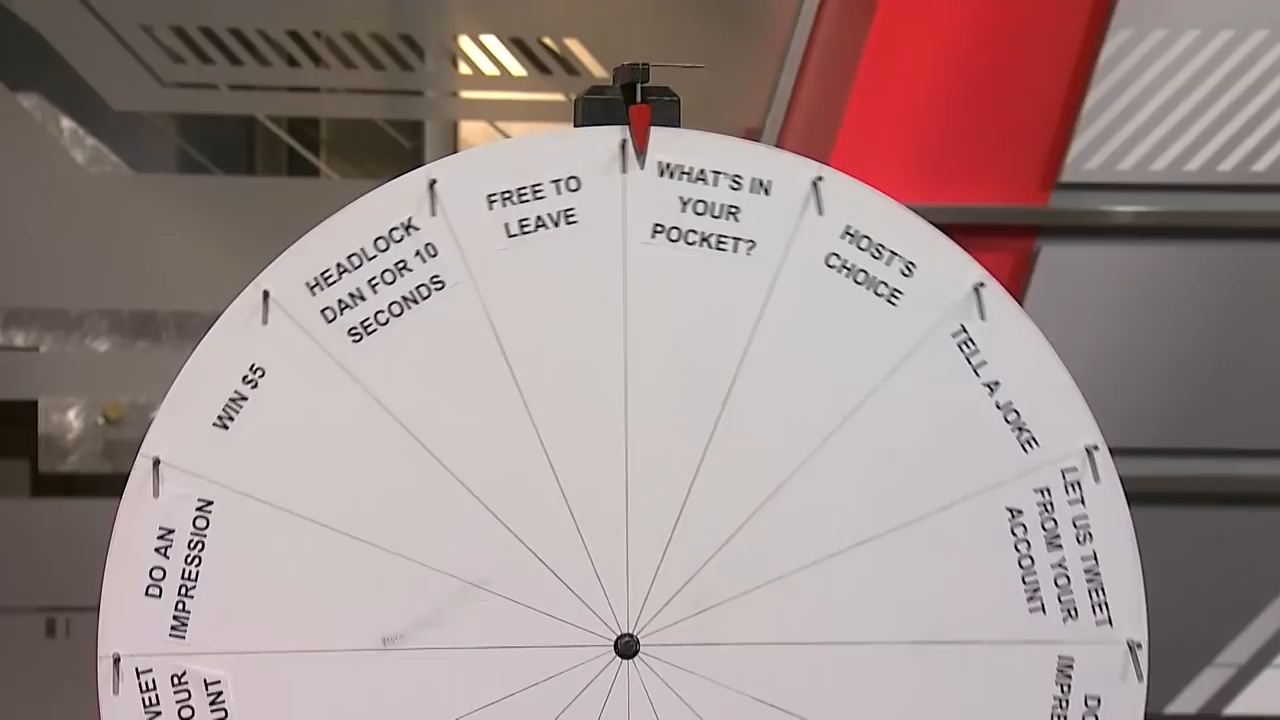 FREE TO
LEAVE
WHAT'S IN
YOUR
POCKET?
HEADLOCK
DAN FOR 10
SECONDS
HOST'S
CHOICE
WIN $5
TELL A JOKE
DO AN
IMPRESSION
LET US TWEET
FROM YOUR
ACCOUNT